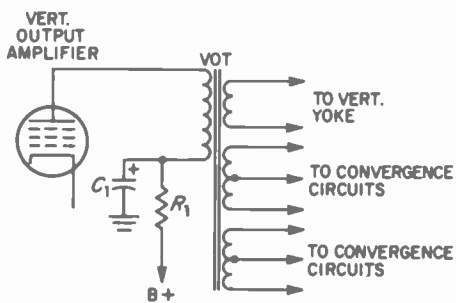 VERT.
OUTPUT
AMPLIFIER
VOT
TO VERT.
YOKE
TO CONVERGENCE
CIRCUITS
C1
+
R1
B+
TO CONVERGENCE
CIRCUITS